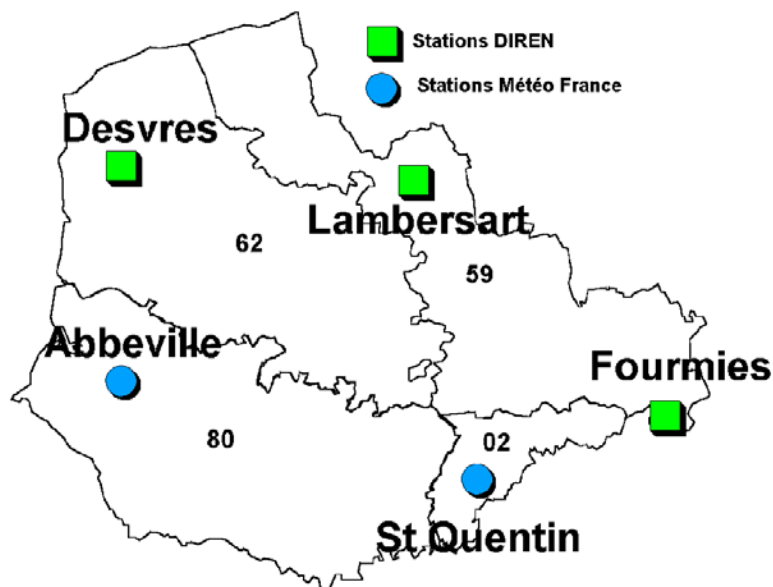 Stations DIREN
Stations Météo France
Desvres
Lambersart
62
59
Abbeville
Fourmies
80
02
St Quentin